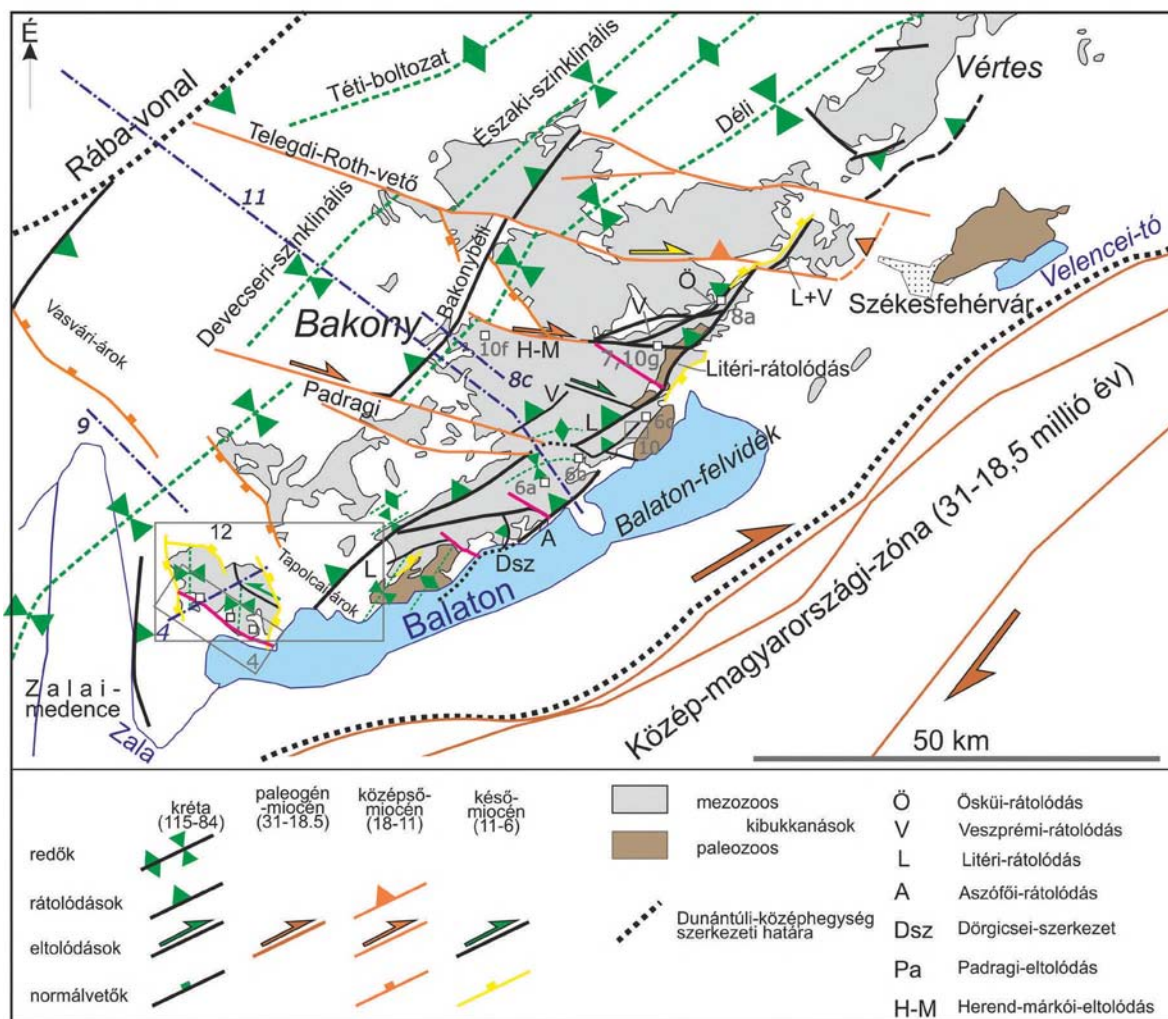 É
Rába-vonal
Téti-boltozat
Északi-szinklinális
Déli
Vértes
Telegdi-Roth-vető
11
Devecseri-szinklinális
Bakonybéli
Velencei-tó
Székesfehérvár
L+V
Ö
V
8a
Vasvári-árok
Bakony
10f
H-M
7, 10g
Litéri-rátolódás
8c
Padragi
V
L
6c
10
9
6a
6b
Balaton-felvidék
12
A
Dsz
Tapolcai-árok
L
Balaton
4
4
Zalai-
medence
Zala
Közép-magyarországi-zóna (31-18,5 millió év)
50 km
kréta
(115-84)
paleogén
-miocén
(31-18.5)
középső-
miocén
(18-11)
késő-
miocén
(11-6)
redők
rátolódások
eltolódások
normálvetők
mezozoos
kibukkanások
paleozoos
Dunántúli-középhegység
szerkezeti határa
Ö Ősküi-rátolódás
V Veszprémi-rátolódás
L Litéri-rátolódás
A Aszófői-rátolódás
Dsz Dörgicsei-szerkezet
Pa Padragi-eltolódás
H-M Herend-márkói-eltolódás